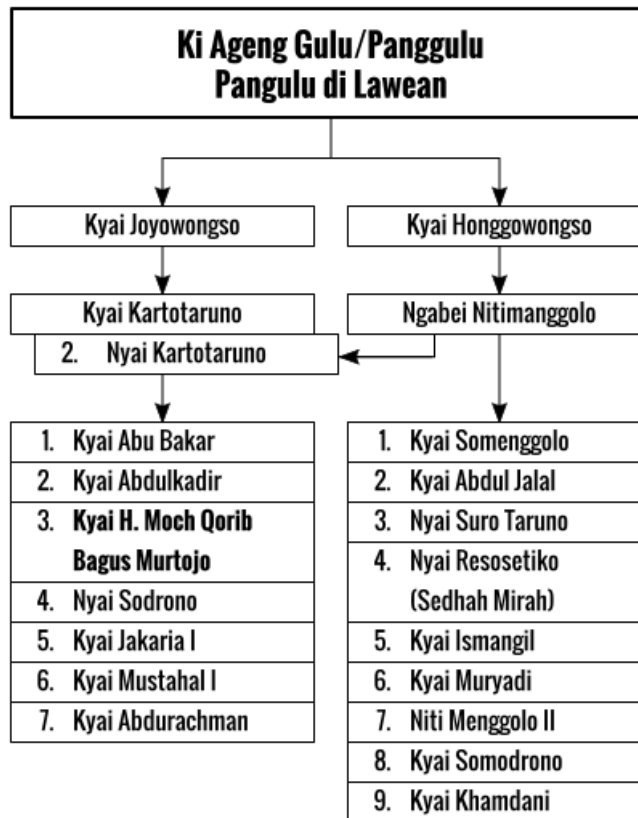 Ki Ageng Gulu/Panggulu
Pangulu di Lawean
Kyai Joyowongso
Kyai Honggowongso
Kyai Kartotaruno
Ngabei Nitimanggolo
2. Nyai Kartotaruno
1. Kyai Abu Bakar
2. Kyai Abdulkadir
3. Kyai H. Moch Qorib
Bagus Murtojo
4. Nyai Sodrono
5. Kyai Jakaria I
6. Kyai Mustahal I
7. Kyai Abdurachman
1. Kyai Somenggolo
2. Kyai Abdul Jalal
3. Nyai Suro Taruno
4. Nyai Resosetiko
(Sedhah Mirah)
5. Kyai Ismangil
6. Kyai Muryadi
7. Niti Menggolo II
8. Kyai Somodrono
9. Kyai Khamdani